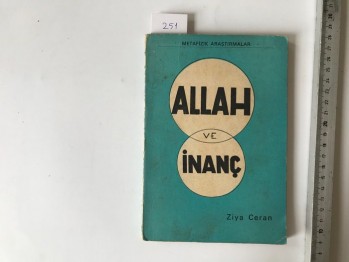 251
METAFİZİK ARAŞTIRMALAR
ALLAH
VE
İNANÇ
Ziya Ceran